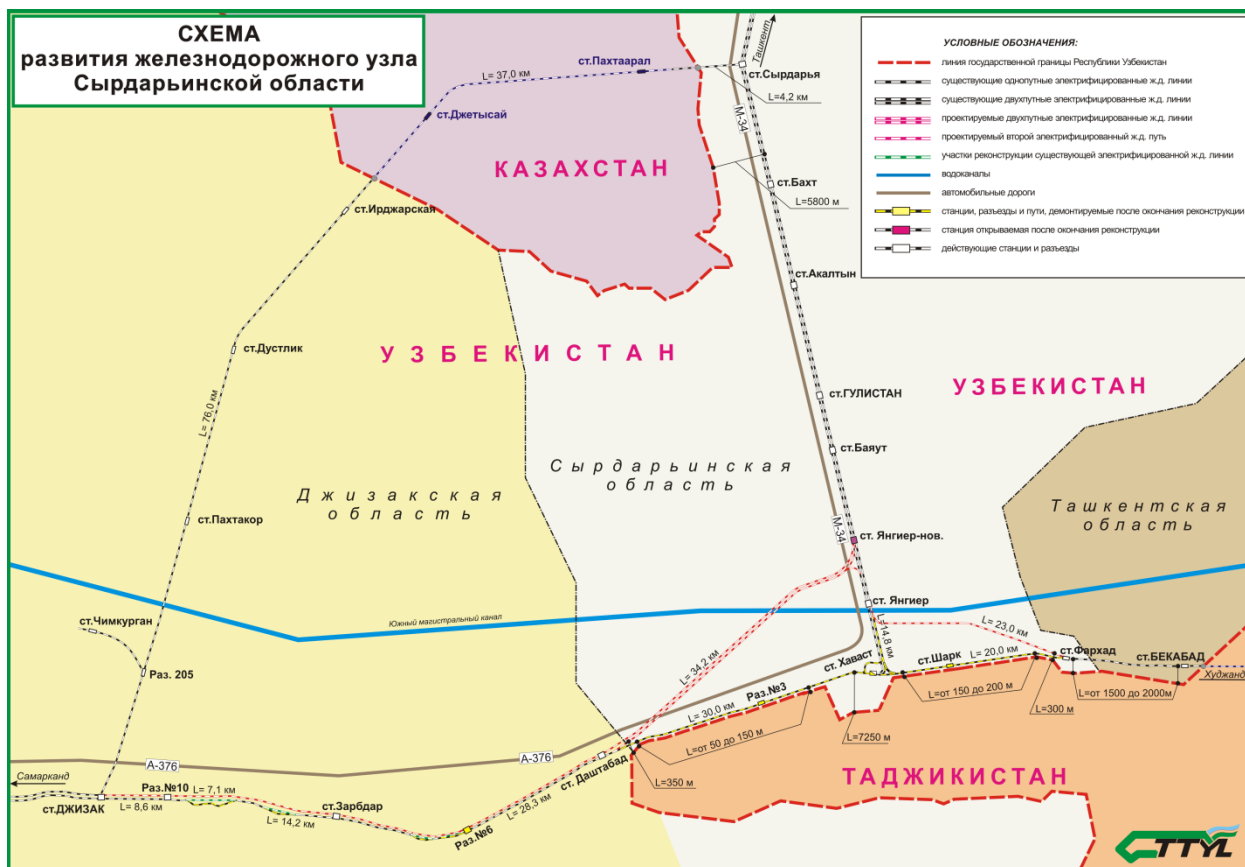 СХЕМА
развития железнодорожного узла
Сырдарьинской области
УСЛОВНЫЕ ОБОЗНАЧЕНИЯ:
линия государственной границы Республики Узбекистан
существующие однопутные электрифицированные ж.д. линии
существующие двухпутные электрифицированные ж.д. линии
проектируемые двухпутные электрифицированные ж.д. линии
проектируемый второй электрифицированный ж.д. путь
участки реконструкции существующей электрифицированной ж.д. линии
водоканалы
автомобильные дороги
станции, разъезды и пути, демонтируемые после окончания реконструкции
станция открываемая после окончания реконструкции
действующие станции и разъезды
Ташкент
ст.Пахтаарал
L= 37,0 км
ст.Сырдарья
L=4,2 км
М-34
ст.Джетысай
КАЗАХСТАН
ст.Бахт
L=5800 м
ст.Ирджарская
ст.Акалтын
ст.Дустлик
УЗБЕКИСТАН
УЗБЕКИСТАН
L= 76,0 км
ст.ГУЛИСТАН
ст.Баяут
Сырдарьинская
область
Джизакская
область
Ташкентская
область
ст.Пахтакор
М-34
ст. Янгиер-нов.
ст. Янгиер
Южный магистральный канал
ст.Чимкурган
L=14,8 км
L= 23,0 км
L= 34,2 км
Раз. 205
ст. Хаваст
ст.Шарк
L= 20,0 км
ст.Фархад
ст.БЕКАБАД
Худжанд
Раз.№3
L= 30,0 км
L=от 150 до 200 м
L=от 1500 до 2000м
L=300 м
L=от 50 до 150 м
L=7250 м
А-376
А-376
ст. Даштабад
L=350 м
ТАДЖИКИСТАН
Самарканд
Раз.№10
L= 7,1 км
ст.ДЖИЗАК
L= 8,6 км
ст.Зарбдар
L= 14,2 км
Раз.№6
L= 28,3 км
TTYL